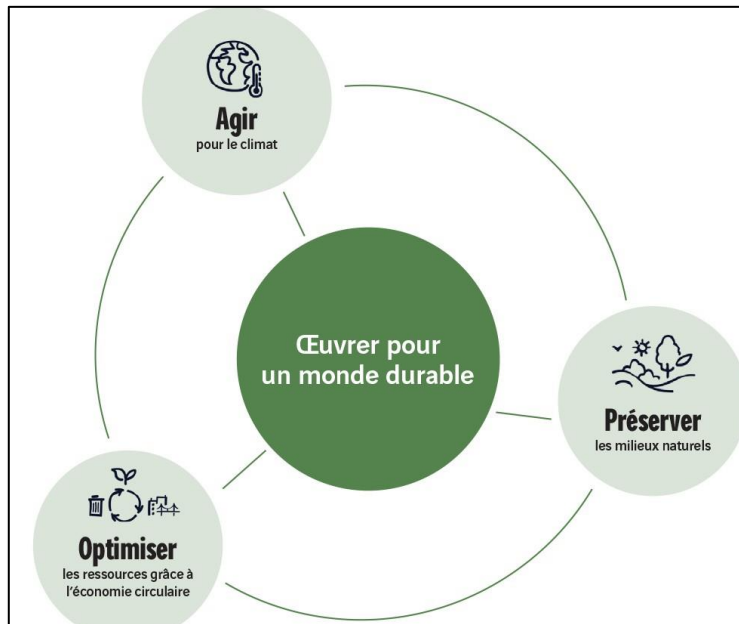 Agir
pour le climat
Œuvrer pour
un monde durable
Préserver
les milieux naturels
Optimiser
les ressources grâce à
l'économie circulaire